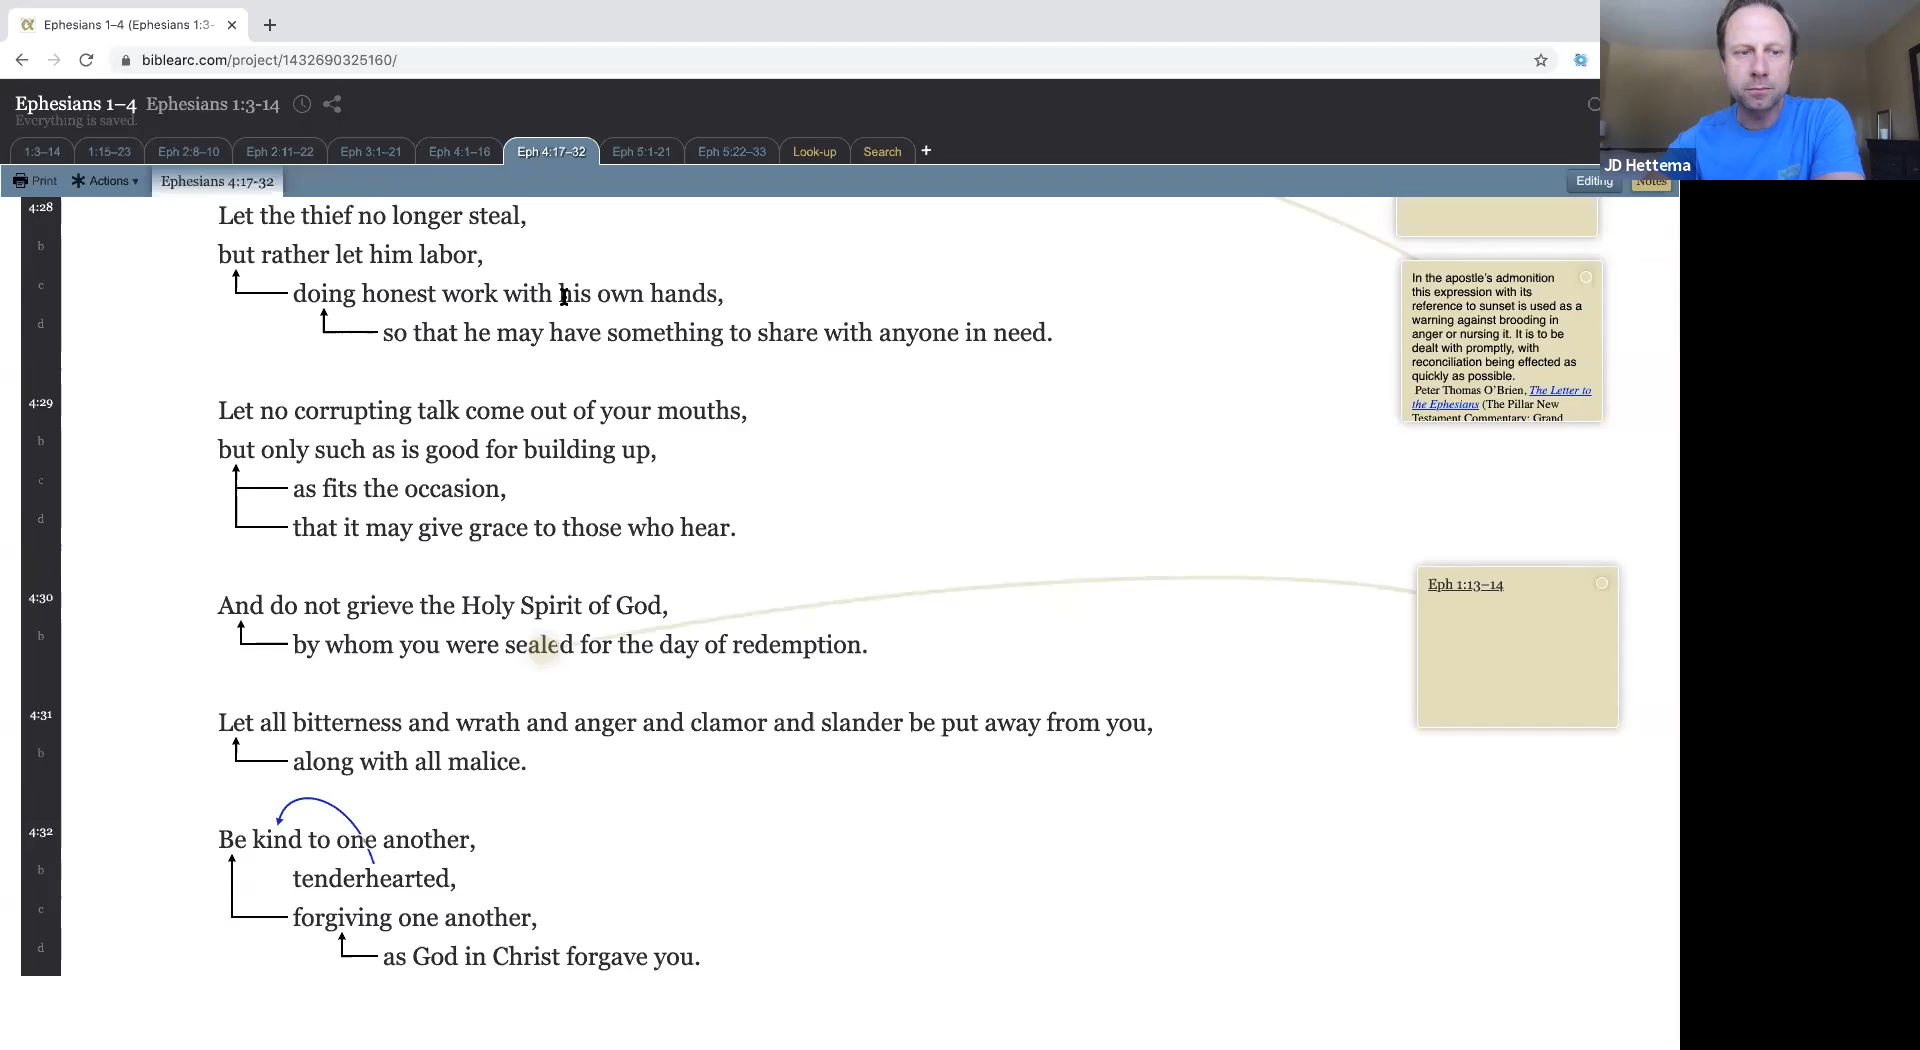 Ephesians 1–4 (Ephesians 1:3-
biblearc.com/project/1432690325160/
Ephesians 1–4 Ephesians 1:3-14
Everything is saved.
1:3–14 1:15–23 Eph 2:8–10 Eph 2:11–22 Eph 3:1–21 Eph 4:1–16 Eph 4:17–32 Eph 5:1-21 Eph 5:22–33 Look-up Search +
JD Hettema
Print Actions Ephesians 4:17-32 Editing Notes
4:28 Let the thief no longer steal,
b but rather let him labor,
c doing honest work with his own hands,
d so that he may have something to share with anyone in need.
In the apostle's admonition
this expression with its
reference to sunset is used as a
warning against brooding in
anger or nursing it. It is to be
dealt with promptly, with
reconciliation being effected as
quickly as possible.
Peter Thomas O'Brien, The Letter to
the Ephesians (The Pillar New
Testament Commentary; Grand
4:29 Let no corrupting talk come out of your mouths,
b but only such as is good for building up,
c as fits the occasion,
d that it may give grace to those who hear.
Eph 1:13–14
4:30 And do not grieve the Holy Spirit of God,
b by whom you were sealed for the day of redemption.
4:31 Let all bitterness and wrath and anger and clamor and slander be put away from you,
b along with all malice.
4:32 Be kind to one another,
b tenderhearted,
c forgiving one another,
d as God in Christ forgave you.